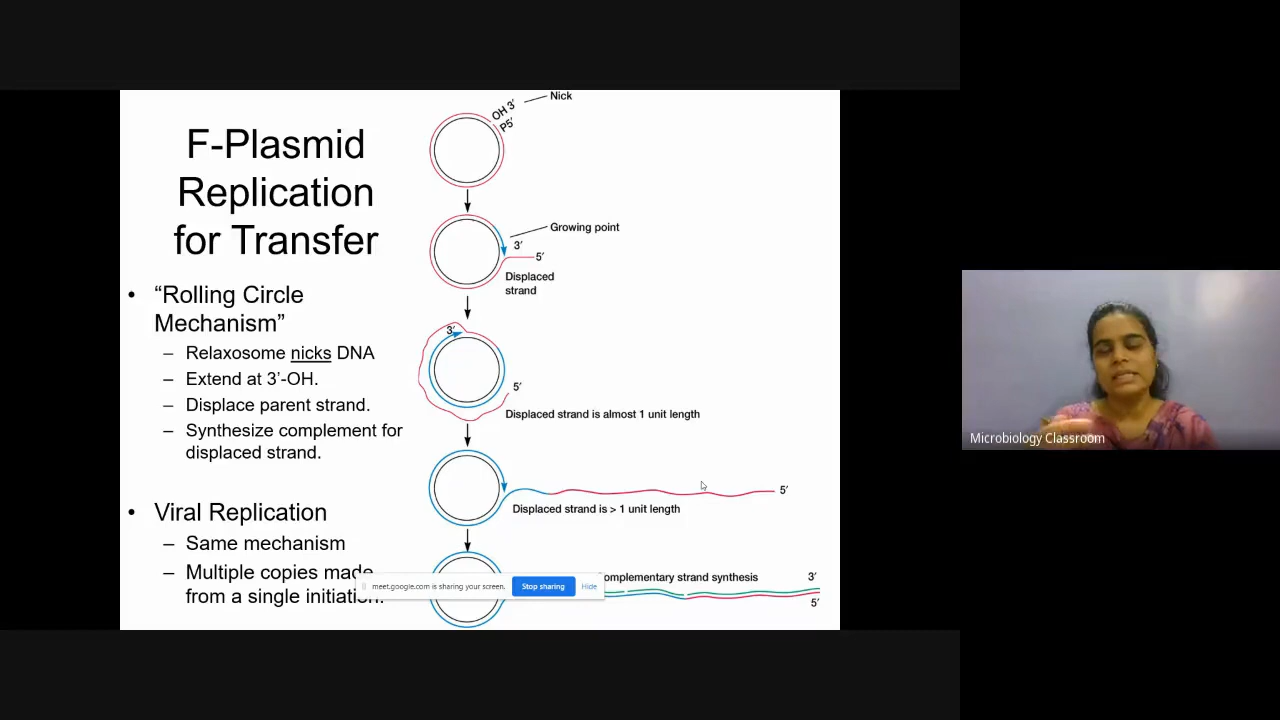 F-Plasmid
Replication
for Transfer
• “Rolling Circle
Mechanism”
– Relaxosome nicks DNA
– Extend at 3’-OH.
– Displace parent strand.
– Synthesize complement for
displaced strand.
• Viral Replication
– Same mechanism
– Multiple copies made
from a single initiation.
OH 3′
Nick
P5′
Growing point
3′
5′
Displaced
strand
3′
5′
Displaced strand is almost 1 unit length
5′
Displaced strand is > 1 unit length
omplementary strand synthesis
3′
5′
meet.google.com is sharing your screen.
Stop sharing
Hide
Microbiology Classroom